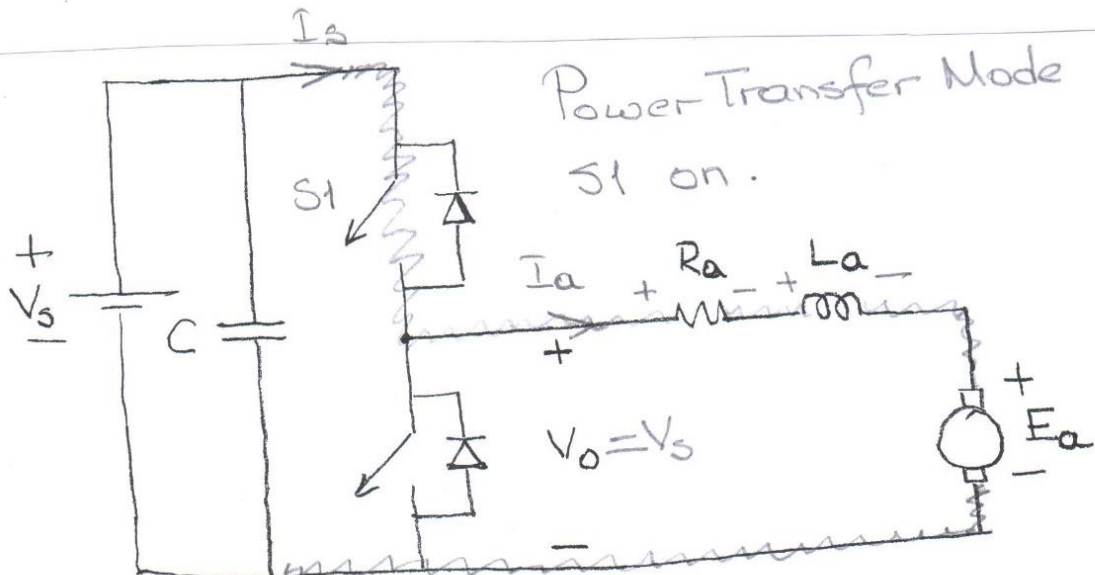 Is
Power Transfer Mode
S1 on.
S1
+
Vs
−
C
Ia
+ Ra − + La −
+
Vo = Vs
−
+
Ea
−